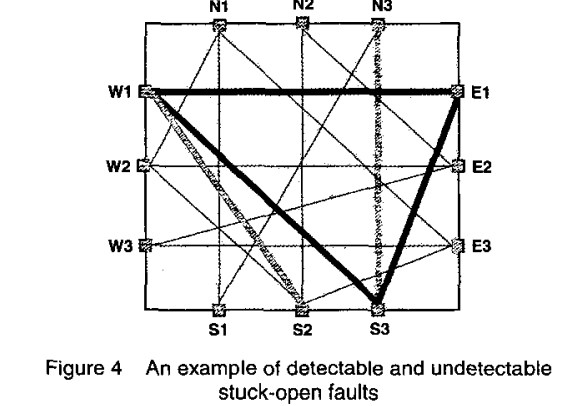 N1 N2 N3
W1 E1
W2 E2
W3 E3
S1 S2 S3
Figure 4 An example of detectable and undetectable
stuck-open faults